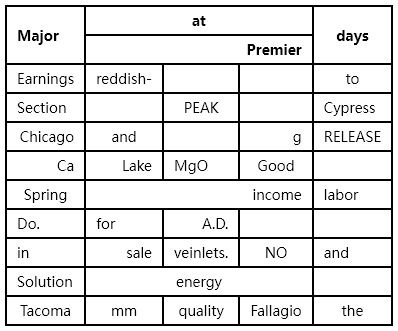 Major at days
Premier
Earnings reddish- to
Section PEAK Cypress
Chicago and g RELEASE
Ca Lake MgO Good
Spring income labor
Do. for A.D.
in sale veinlets. NO and
Solution energy
Tacoma mm quality Fallagio the